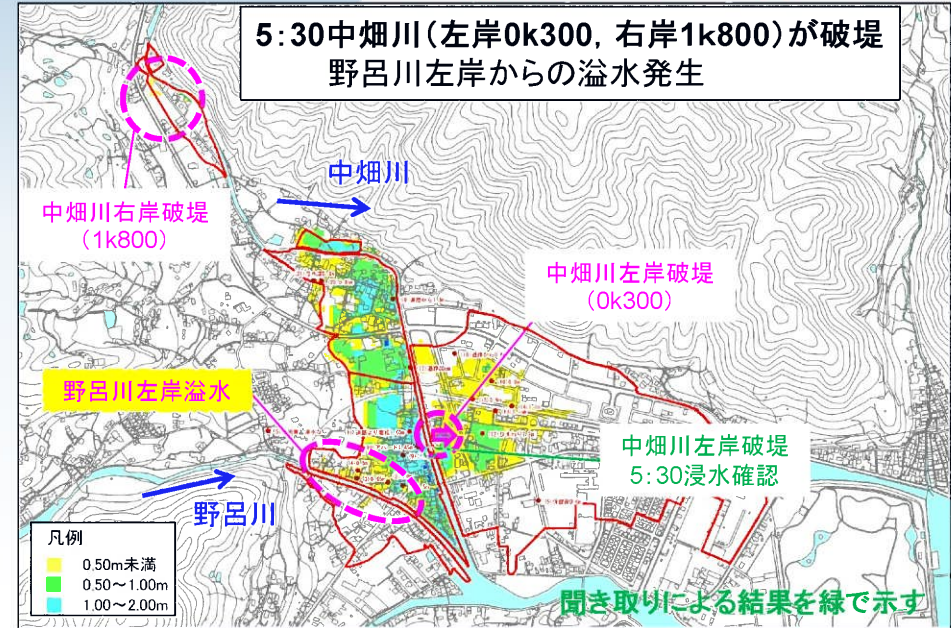 5:30中畑川(左岸0k300, 右岸1k800)が破堤
野呂川左岸からの溢水発生
中畑川
中畑川右岸破堤
(1k800)
中畑川左岸破堤
(0k300)
野呂川左岸溢水
中畑川左岸破堤
5:30浸水確認
野呂川
凡例
0.50m未満
0.50～1.00m
1.00～2.00m
聞き取りによる結果を緑で示す